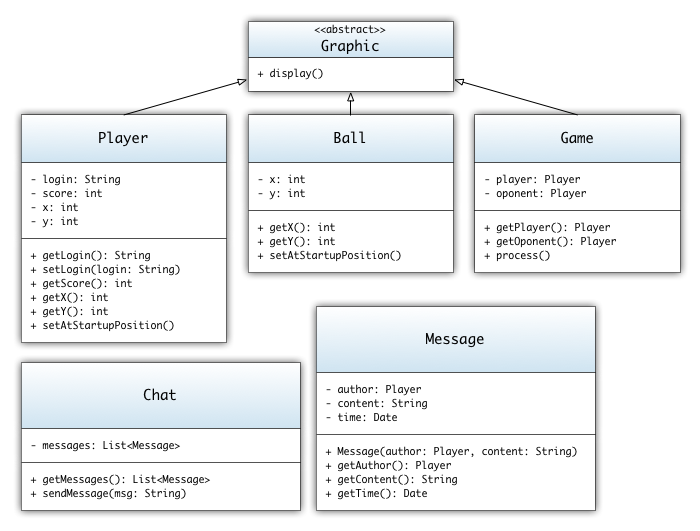 <<abstract>>
Graphic
+ display()
Player
- login: String
- score: int
- x: int
- y: int
+ getLogin(): String
+ setLogin(login: String)
+ getScore(): int
+ getX(): int
+ getY(): int
+ setAtStartupPosition()
Ball
- x: int
- y: int
+ getX(): int
+ getY(): int
+ setAtStartupPosition()
Game
- player: Player
- oponent: Player
+ getPlayer(): Player
+ getOponent(): Player
+ process()
Chat
- messages: List<Message>
+ getMessages(): List<Message>
+ sendMessage(msg: String)
Message
- author: Player
- content: String
- time: Date
+ Message(author: Player, content: String)
+ getAuthor(): Player
+ getContent(): String
+ getTime(): Date